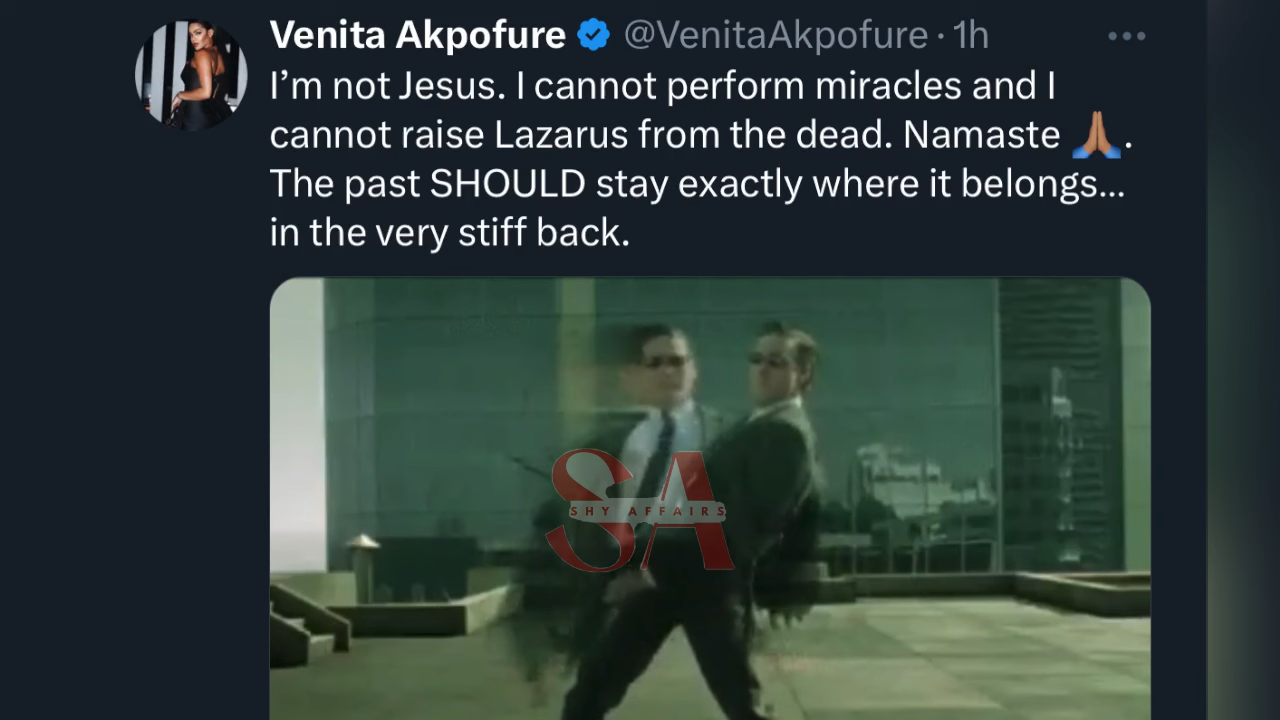 Venita Akpofure @VenitaAkpofure · 1h
I’m not Jesus. I cannot perform miracles and I
cannot raise Lazarus from the dead. Namaste 🙏🏽.
The past SHOULD stay exactly where it belongs...
in the very stiff back.
SA
SHY AFFAIRS